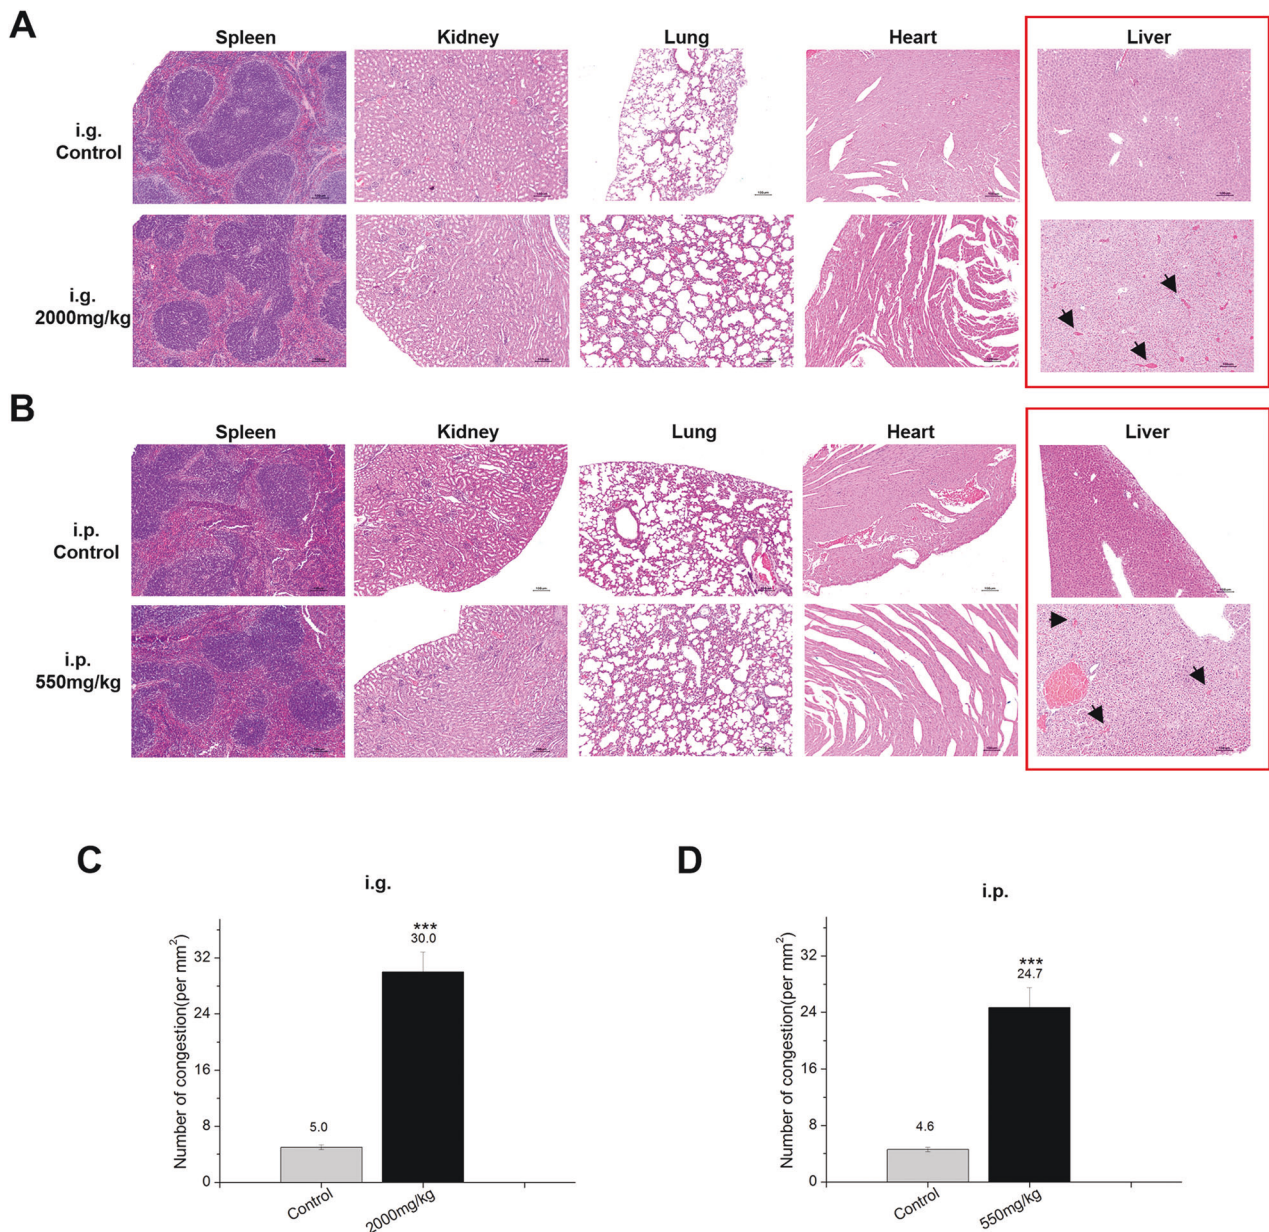 A
Spleen Kidney Lung Heart Liver
i.g.
Control
i.g.
2000mg/kg
B
Spleen Kidney Lung Heart Liver
i.p.
Control
i.p.
550mg/kg
C
i.g.
Number of congestion(per mm²)
32
24
16
8
0
5.0
***
30.0
Control
2000mg/kg
D
i.p.
Number of congestion(per mm²)
32
24
16
8
0
4.6
***
24.7
Control
550mg/kg